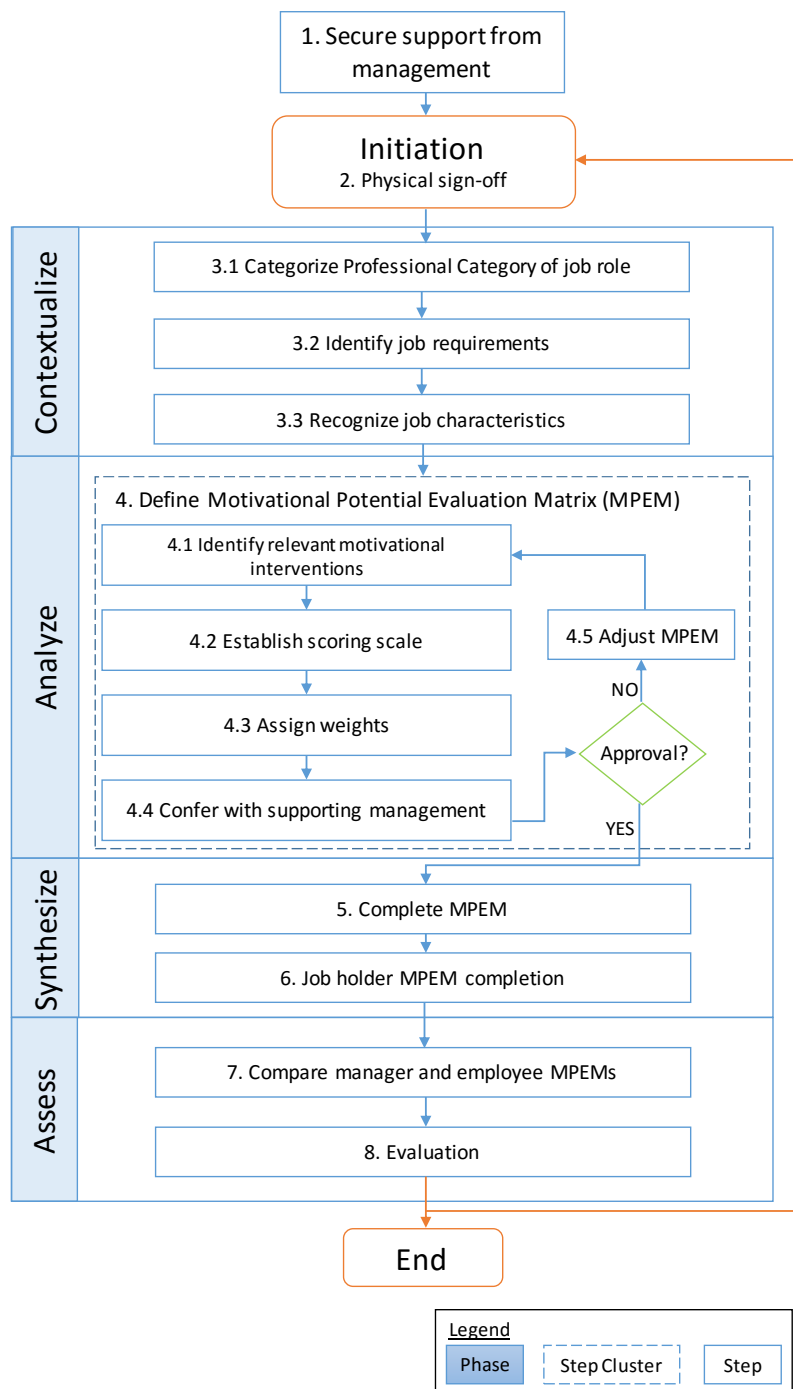 1. Secure support from
management
Initiation
2. Physical sign-off
Contextualize
3.1 Categorize Professional Category of job role
3.2 Identify job requirements
3.3 Recognize job characteristics
Analyze
4. Define Motivational Potential Evaluation Matrix (MPEM)
4.1 Identify relevant motivational
interventions
4.2 Establish scoring scale
4.5 Adjust MPEM
NO
4.3 Assign weights
Approval?
4.4 Confer with supporting management
YES
Synthesize
5. Complete MPEM
6. Job holder MPEM completion
Assess
7. Compare manager and employee MPEMs
8. Evaluation
End
Legend
Phase
Step Cluster
Step